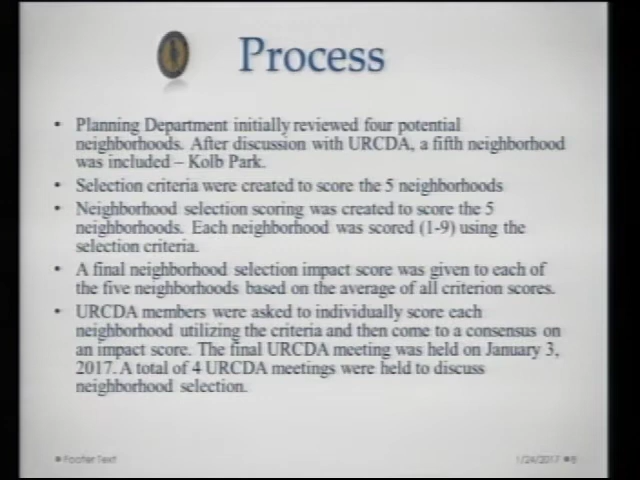 Process
• Planning Department initially reviewed four potential
neighborhoods. After discussion with URCDA, a fifth neighborhood
was included – Kolb Park.
• Selection criteria were created to score the 5 neighborhoods
• Neighborhood selection scoring was created to score the 5
neighborhoods. Each neighborhood was scored (1-9) using the
selection criteria.
• A final neighborhood selection impact score was given to each of
the five neighborhoods based on the average of all criterion scores.
• URCDA members were asked to individually score each
neighborhood utilizing the criteria and then come to a consensus on
an impact score. The final URCDA meeting was held on January 3,
2017. A total of 4 URCDA meetings were held to discuss
neighborhood selection.
Footer Text
1/24/2017 • 8